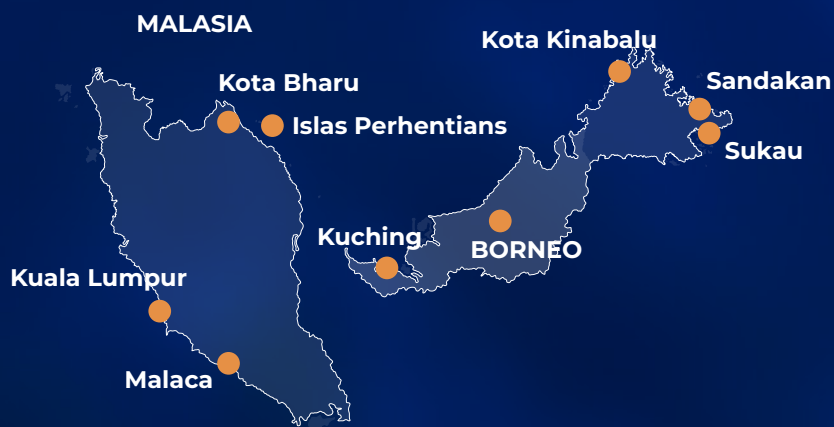 MALASIA
Kota Kinabalu
Kota Bharu
Sandakan
Islas Perhentians
Sukau
Kuching
BORNEO
Kuala Lumpur
Malaca